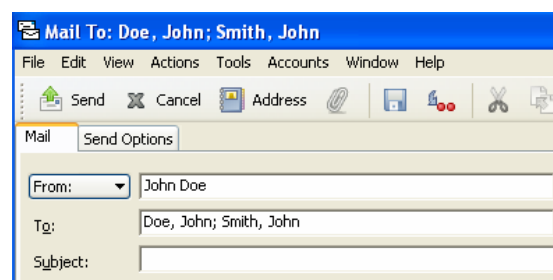 Mail To: Doe, John; Smith, John
File Edit View Actions Tools Accounts Window Help
Send Cancel Address
Mail Send Options
From: John Doe
To: Doe, John; Smith, John
Subject: